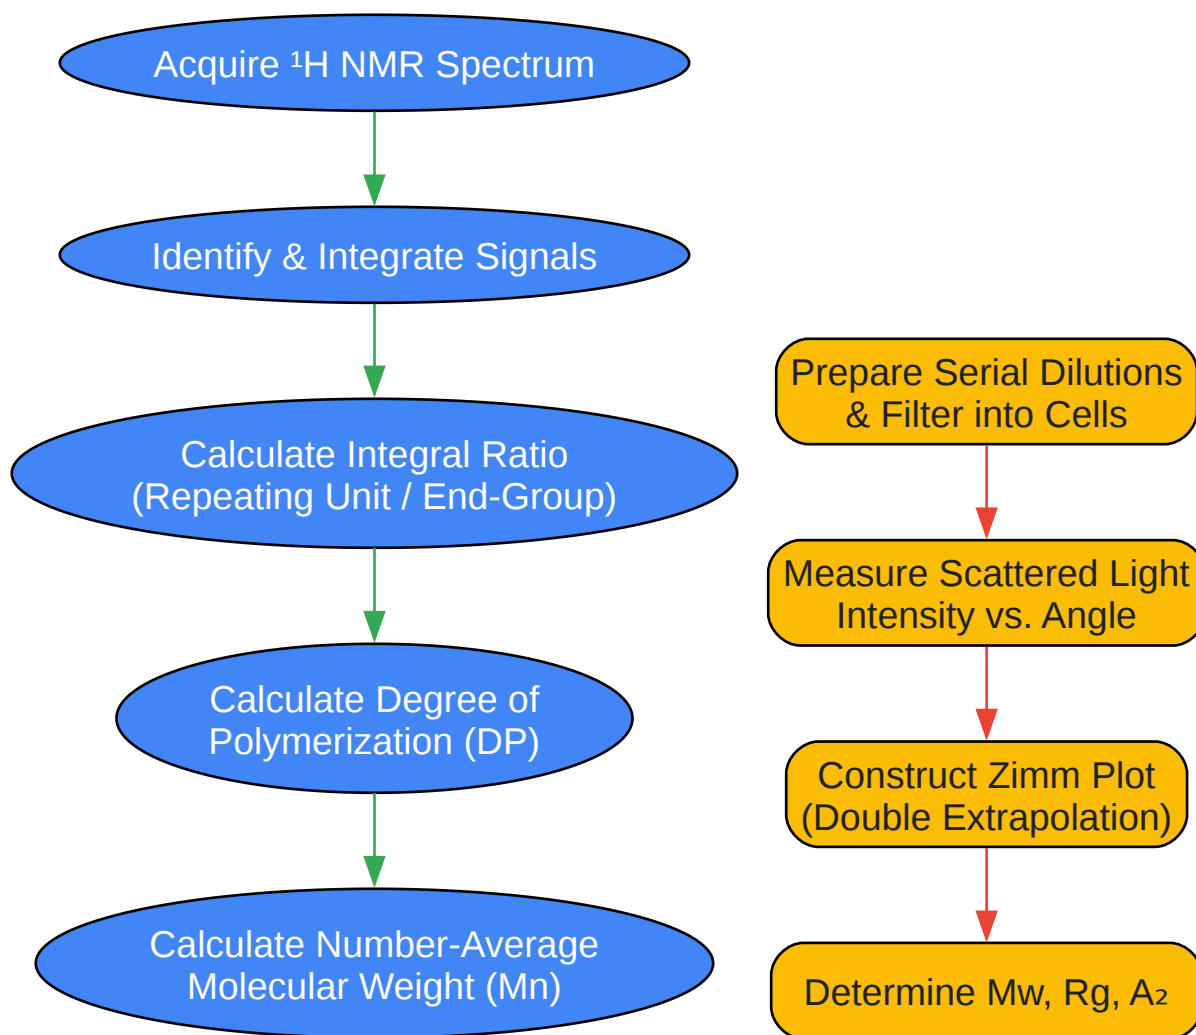 Acquire ¹H NMR Spectrum
Identify & Integrate Signals
Calculate Integral Ratio
(Repeating Unit / End-Group)
Calculate Degree of
Polymerization (DP)
Calculate Number-Average
Molecular Weight (Mn)
Prepare Serial Dilutions
& Filter into Cells
Measure Scattered Light
Intensity vs. Angle
Construct Zimm Plot
(Double Extrapolation)
Determine Mw, Rg, A₂